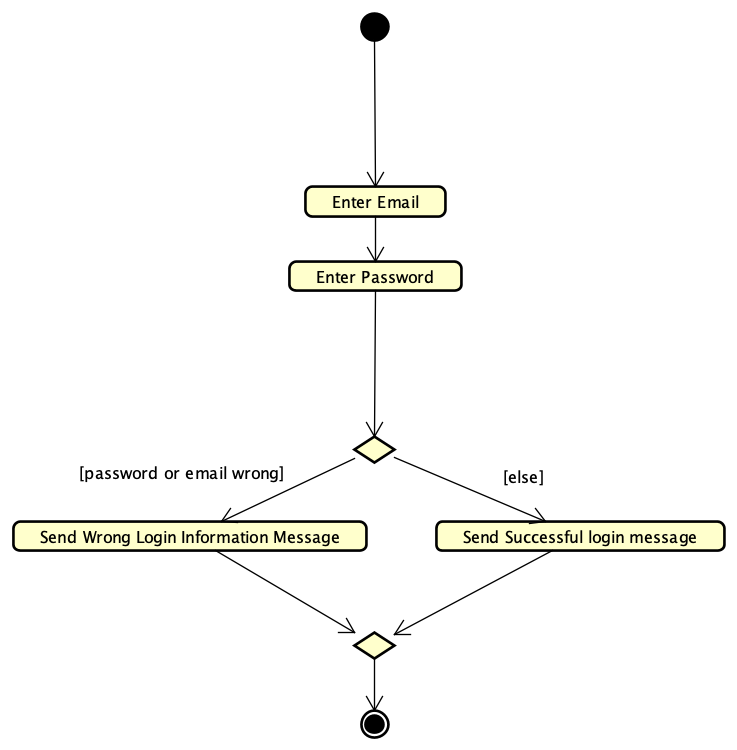 Enter Email
Enter Password
[password or email wrong]
[else]
Send Wrong Login Information Message
Send Successful login message